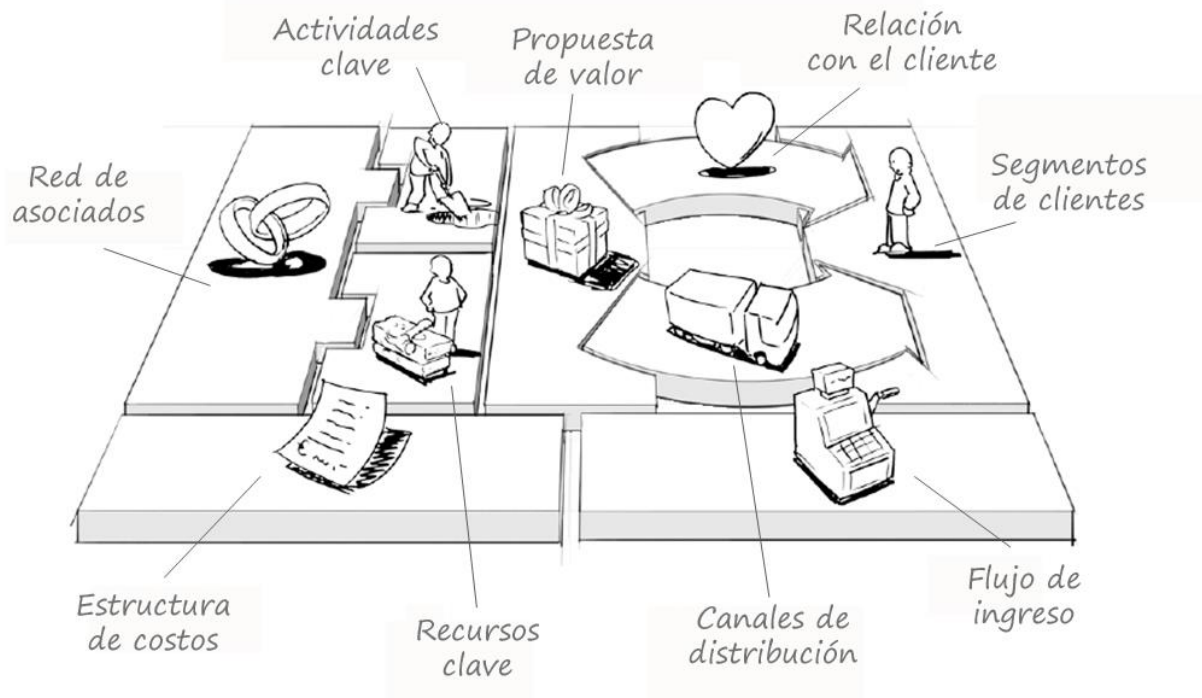 Actividades
clave
Propuesta
de valor
Relación
con el cliente
Red de
asociados
Segmentos
de clientes
Estructura
de costos
Recursos
clave
Canales de
distribución
Flujo de
ingreso